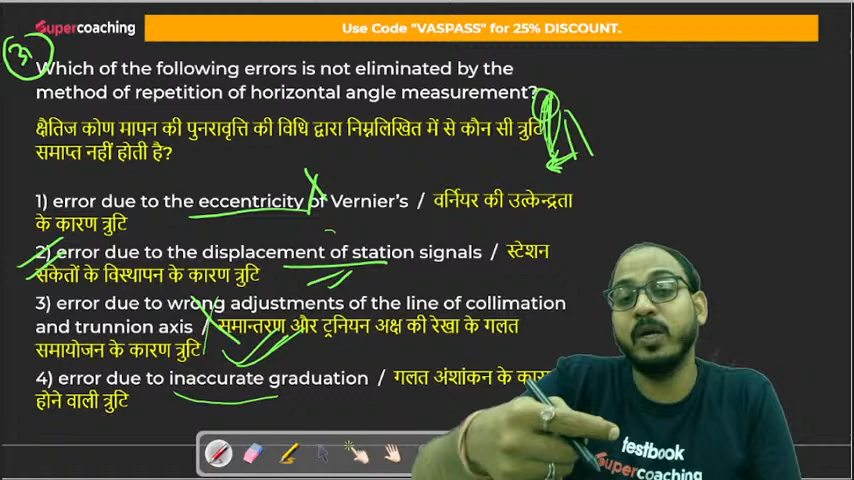 Supercoaching
Use Code "VASPASS" for 25% DISCOUNT.
3
Which of the following errors is not eliminated by the
method of repetition of horizontal angle measurement?
क्षैतिज कोण मापन की पुनरावृत्ति की विधि द्वारा निम्नलिखित में से कौन सी त्रुटि
समाप्त नहीं होती है?
1) error due to the eccentricity of Vernier's / वर्नियर की उत्केन्द्रता
के कारण त्रुटि
2) error due to the displacement of station signals / स्टेशन
संकेतों के विस्थापन के कारण त्रुटि
3) error due to wrong adjustments of the line of collimation
and trunnion axis / समान्तरण और ट्रनियन अक्ष की रेखा के गलत
समायोजन के कारण त्रुटि
4) error due to inaccurate graduation / गलत अंशांकन के
होने वाली त्रुटि
testbook
Supercoaching